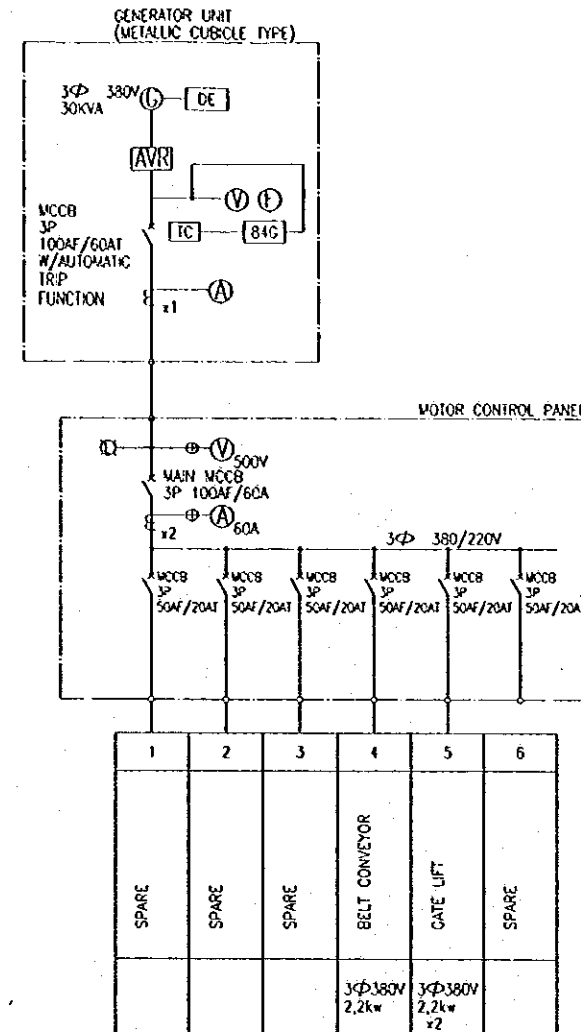 GENERATOR UNIT
(METALLIC CUBICLE TYPE)
3Φ 380V
30KVA
G
DE
AVR
V
F
MCCB
3P
100AF/60AT
W/AUTOMATIC
TRIP
FUNCTION
TC
84G
A
x1
MOTOR CONTROL PANEL
V
500V
MAIN MCCB
3P 100AF/60A
A
60A
x2
3Φ 380/220V
MCCB
3P
50AF/20AT
MCCB
3P
50AF/20AT
MCCB
3P
50AF/20AT
MCCB
3P
50AF/20AT
MCCB
3P
50AF/20AT
MCCB
3P
50AF/20A
1
2
3
4
5
6
SPARE
SPARE
SPARE
BELT CONVEYOR
GATE LIFT
SPARE
3Φ380V
2,2kw
3Φ380V
2,2kw
x2